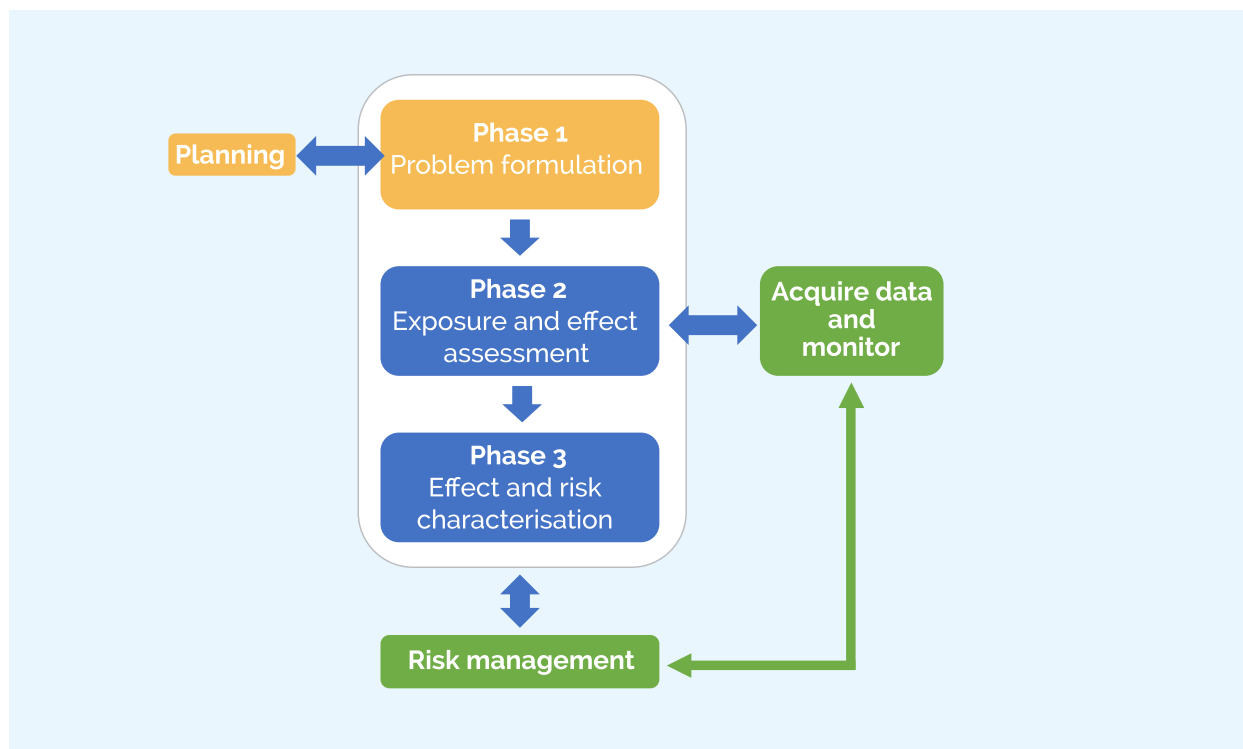 Phase 1
Problem formulation
Planning
Phase 2
Exposure and effect
assessment
Acquire data
and
monitor
Phase 3
Effect and risk
characterisation
Risk management